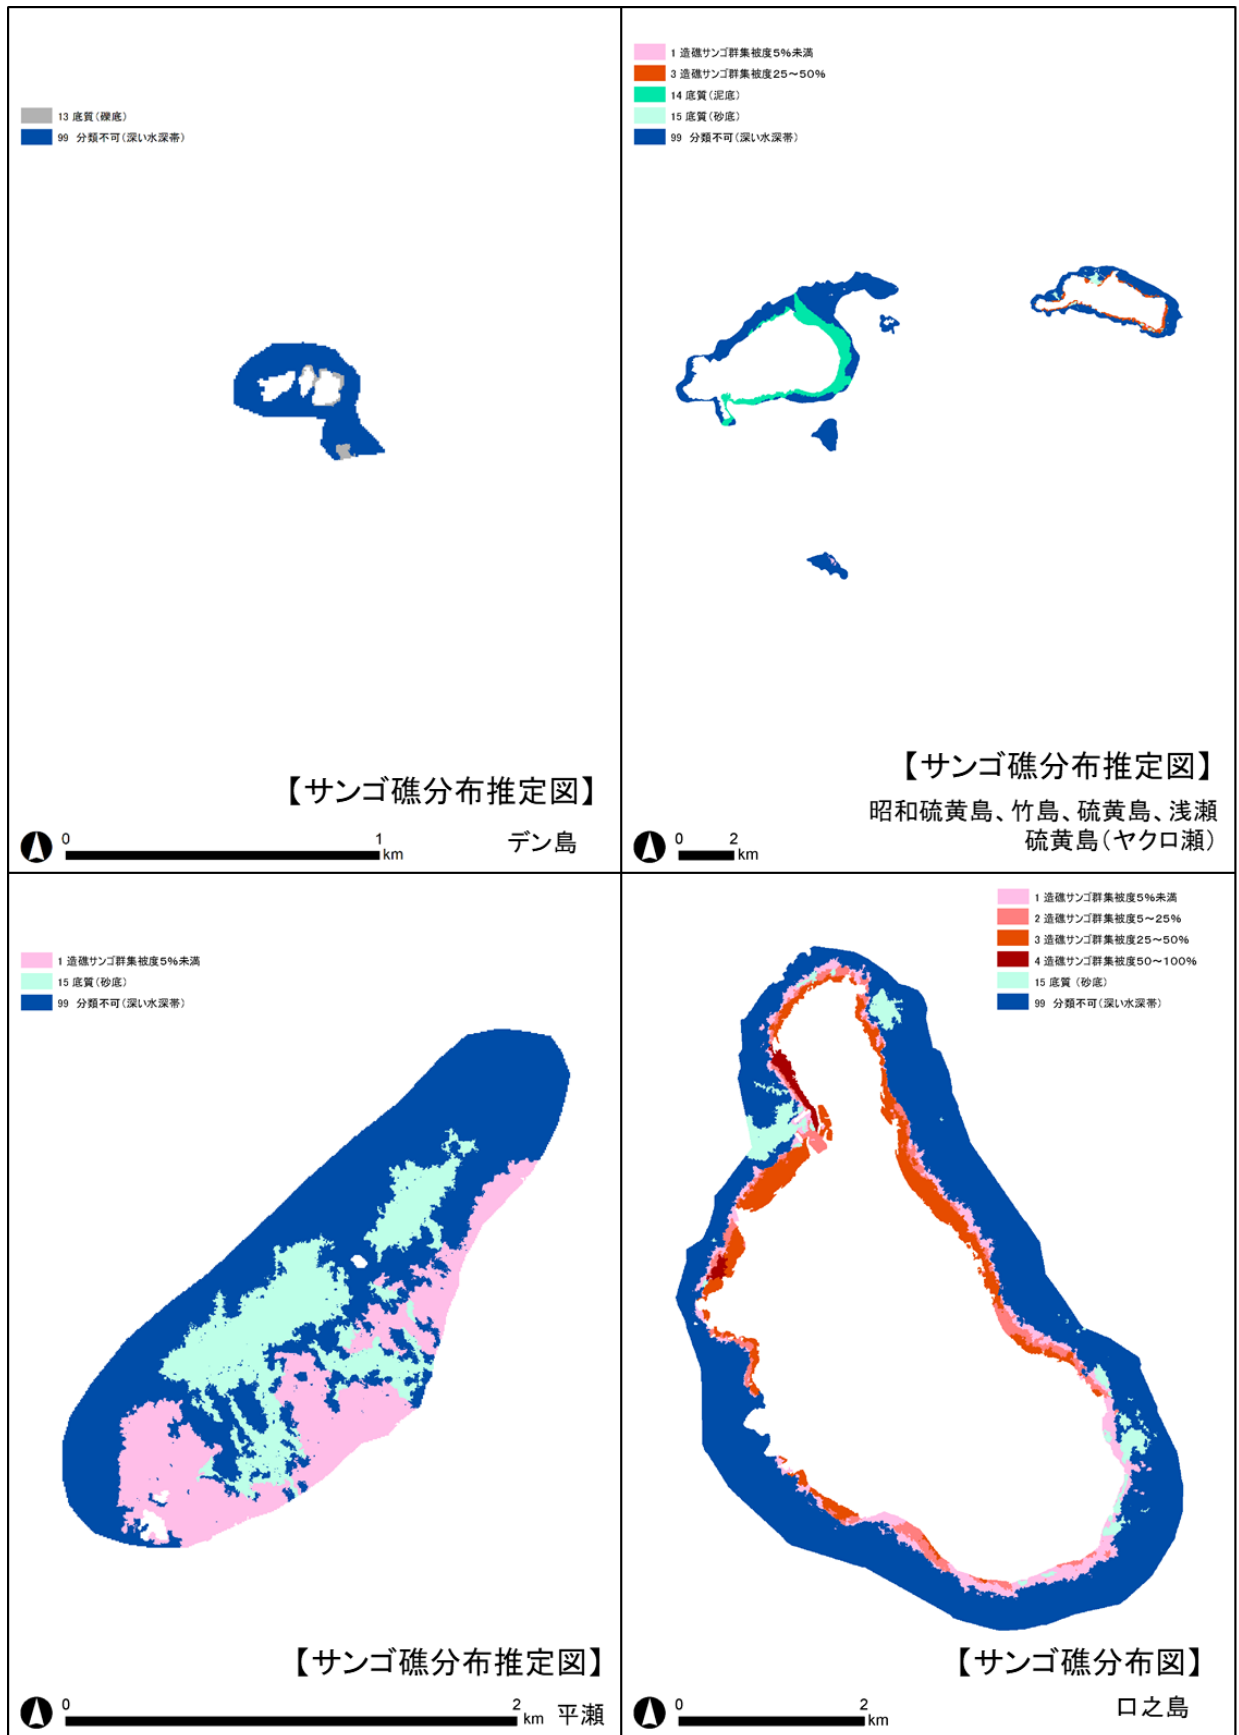 13 底質(礫底)
99 分類不可(深い水深帯)
【サンゴ礁分布推定図】
0 1 km
デン島
1 造礁サンゴ群集被度5%未満
3 造礁サンゴ群集被度25～50%
14 底質(泥底)
15 底質(砂底)
99 分類不可(深い水深帯)
【サンゴ礁分布推定図】
昭和硫黄島、竹島、硫黄島、浅瀬
硫黄島(ヤクロ瀬)
0 2 km
1 造礁サンゴ群集被度5%未満
15 底質(砂底)
99 分類不可(深い水深帯)
【サンゴ礁分布推定図】
0 2 km
平瀬
1 造礁サンゴ群集被度5%未満
2 造礁サンゴ群集被度5～25%
3 造礁サンゴ群集被度25～50%
4 造礁サンゴ群集被度50～100%
15 底質(砂底)
99 分類不可(深い水深帯)
【サンゴ礁分布図】
0 2 km
口之島